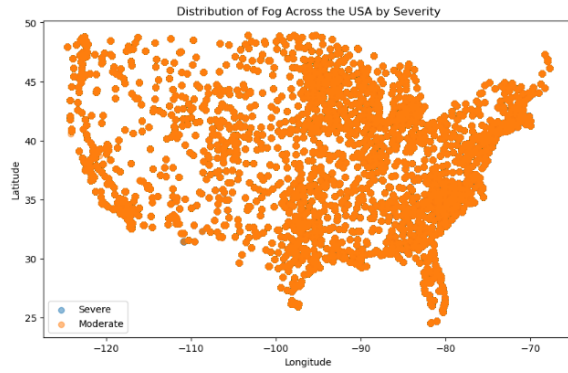 Distribution of Fog Across the USA by Severity
50
45
40
35
30
25
Latitude
Severe
Moderate
−120
−110
−100
−90
−80
−70
Longitude